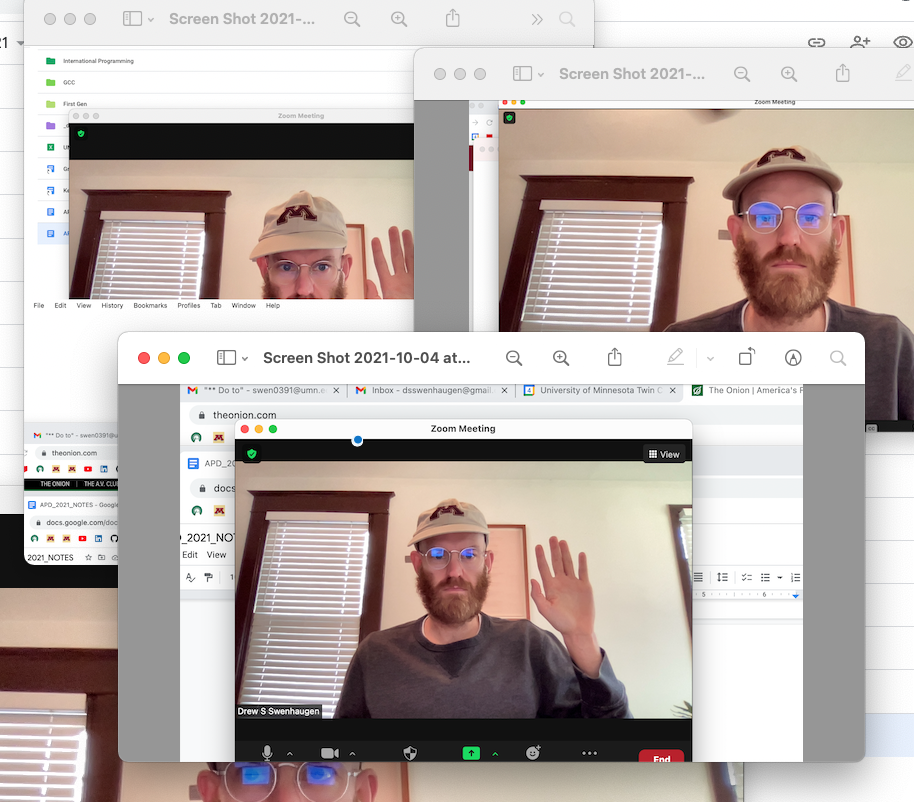 Screen Shot 2021-...
21
International Programming
GCC
First Gen
Zoom Meeting
File Edit View History Bookmarks Profiles Tab Window Help
"** Do to" - swen0391@u
theonion.com
THE ONION | THE A.V. CLU
APD_2021_NOTES - Google
docs.google.com/doc
2021_NOTES
Screen Shot 2021-...
Zoom Meeting
M
M
Screen Shot 2021-10-04 at...
"** Do to" - swen0391@umn.e
Inbox - dsswenhaugen@gmail.
University of Minnesota Twin C
The Onion | America's F
theonion.com
Zoom Meeting
APD_20
View
docs
_2021_NOT
Edit View
M
Drew S Swenhaugen
5 6
End